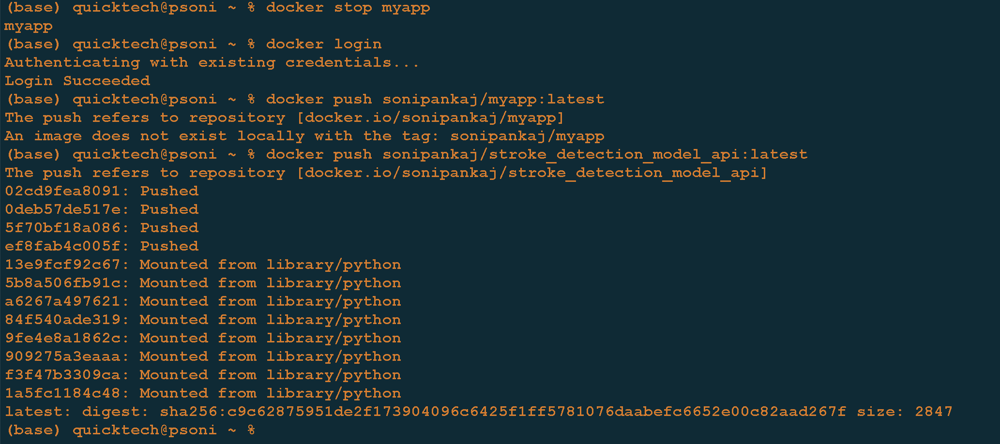 (base) quicktech@psoni ~ % docker stop myapp
myapp
(base) quicktech@psoni ~ % docker login
Authenticating with existing credentials...
Login Succeeded
(base) quicktech@psoni ~ % docker push sonipankaj/myapp:latest
The push refers to repository [docker.io/sonipankaj/myapp]
An image does not exist locally with the tag: sonipankaj/myapp
(base) quicktech@psoni ~ % docker push sonipankaj/stroke_detection_model_api:latest
The push refers to repository [docker.io/sonipankaj/stroke_detection_model_api]
02cd9fea8091: Pushed
0deb57de517e: Pushed
5f70bf18a086: Pushed
ef8fab4c005f: Pushed
13e9fcf92c67: Mounted from library/python
5b8a506fb91c: Mounted from library/python
a6267a497621: Mounted from library/python
84f540ade319: Mounted from library/python
9fe4e8a1862c: Mounted from library/python
909275a3eaaa: Mounted from library/python
f3f47b3309ca: Mounted from library/python
1a5fc1184c48: Mounted from library/python
latest: digest: sha256:c9c62875951de2f173904096c6425f1ff5781076daabefc6652e00c82aad267f size: 2847
(base) quicktech@psoni ~ %